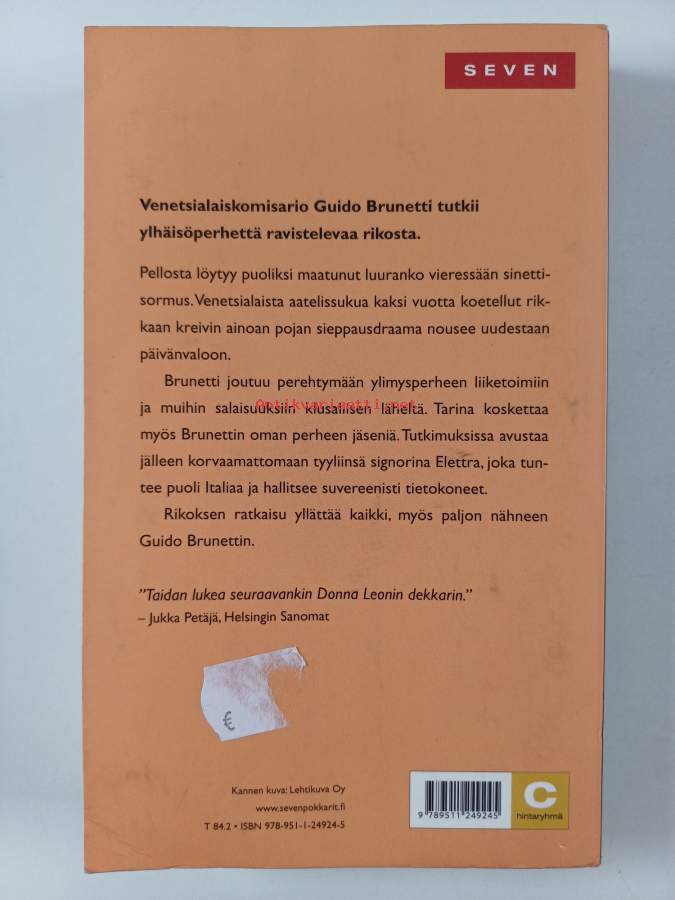 SEVEN
Venetsialaiskomisario Guido Brunetti tutkii
ylhäisöperhettä ravistelevaa rikosta.
Pellosta löytyy puoliksi maatunut luuranko vieressään sinetti-
sormus. Venetsialaista aatelissukua kaksi vuotta koetellut rik-
kaan kreivin ainoan pojan sieppausdraama nousee uudestaan
päivänvaloon.
Brunetti joutuu perehtymään ylimysperheen liiketoimiin
ja muihin salaisuuksiin kiusallisen läheltä. Tarina koskettaa
Antikvariaatti.net
myös Brunettin oman perheen jäseniä. Tutkimuksissa avustaa
jälleen korvaamattomaan tyyliinsä signorina Elettra, joka tun-
tee puoli Italiaa ja hallitsee suvereenisti tietokoneet.
Rikoksen ratkaisu yllättää kaikki, myös paljon nähneen
Guido Brunettin.
”Taidan lukea seuraavankin Donna Leonin dekkarin.”
– Jukka Petäjä, Helsingin Sanomat
€
Kannen kuva: Lehtikuva Oy
www.sevenpokkarit.fi
T 84.2 • ISBN 978-951-1-24924-5
9 789511 249245
C
hintaryhmä